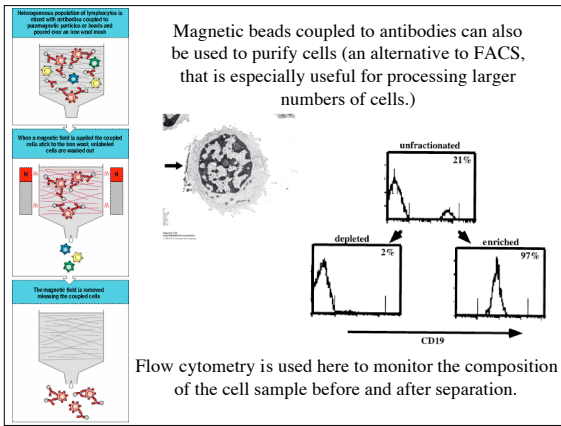 Heterogeneous population of lymphocytes is
mixed with antibodies coupled to
paramagnetic particles or beads and
poured over an iron wool mesh
When a magnetic field is applied the coupled
cells stick to the iron wool; unlabeled
cells are washed out
N
N
The magnetic field is removed
releasing the coupled cells
Magnetic beads coupled to antibodies can also
be used to purify cells (an alternative to FACS,
that is especially useful for processing larger
numbers of cells.)
unfractionated
21%
depleted
2%
enriched
97%
CD19
Flow cytometry is used here to monitor the composition
of the cell sample before and after separation.